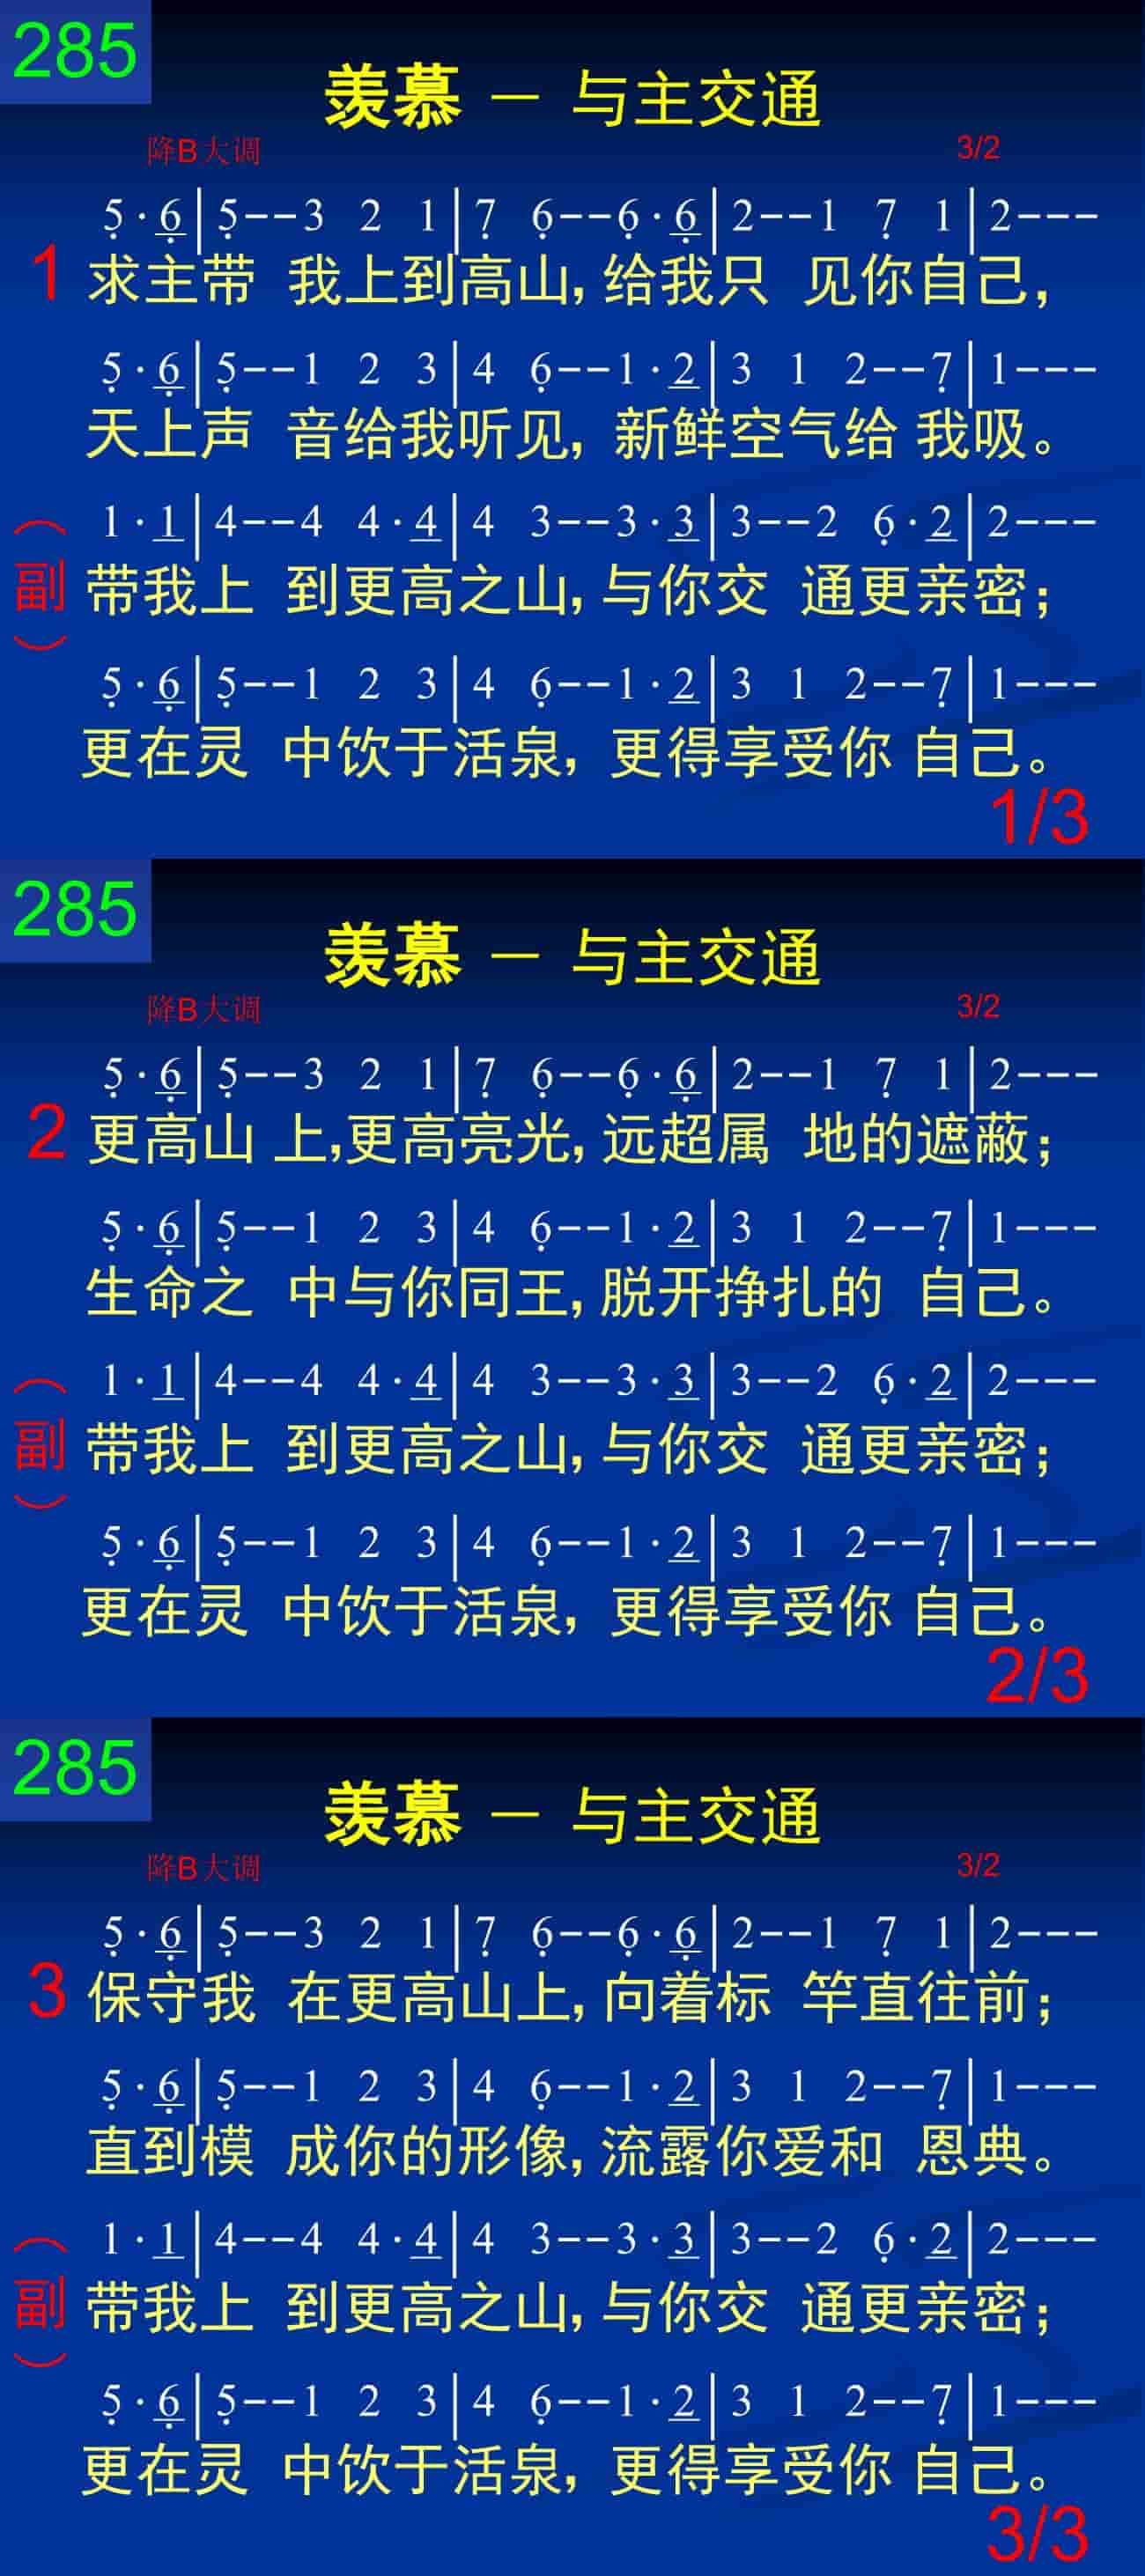 285
羡慕 － 与主交通
降B大调 3/2
5̣ · 6̣ | 5̣--3 2 1 | 7̣ 6̣--6̣ · 6̣ | 2--1 7̣ 1 | 2---
1 求主带 我上到高山, 给我只 见你自己,
5̣ · 6̣ | 5̣--1 2 3 | 4 6̣--1 · 2 | 3 1 2--7̣ | 1---
天上声 音给我听见, 新鲜空气给 我吸。
1 · 1 | 4--4 4 · 4 | 4 3--3 · 3 | 3--2 6̣ · 2 | 2---
（副） 带我上 到更高之山, 与你交 通更亲密;
5̣ · 6̣ | 5̣--1 2 3 | 4 6̣--1 · 2 | 3 1 2--7̣ | 1---
更在灵 中饮于活泉, 更得享受你 自己。
1/3
285
羡慕 － 与主交通
降B大调 3/2
5̣ · 6̣ | 5̣--3 2 1 | 7̣ 6̣--6̣ · 6̣ | 2--1 7̣ 1 | 2---
2 更高山 上,更高亮光, 远超属 地的遮蔽;
5̣ · 6̣ | 5̣--1 2 3 | 4 6̣--1 · 2 | 3 1 2--7̣ | 1---
生命之 中与你同王, 脱开挣扎的 自己。
1 · 1 | 4--4 4 · 4 | 4 3--3 · 3 | 3--2 6̣ · 2 | 2---
（副） 带我上 到更高之山, 与你交 通更亲密;
5̣ · 6̣ | 5̣--1 2 3 | 4 6̣--1 · 2 | 3 1 2--7̣ | 1---
更在灵 中饮于活泉, 更得享受你 自己。
2/3
285
羡慕 － 与主交通
降B大调 3/2
5̣ · 6̣ | 5̣--3 2 1 | 7̣ 6̣--6̣ · 6̣ | 2--1 7̣ 1 | 2---
3 保守我 在更高山上, 向着标 竿直往前;
5̣ · 6̣ | 5̣--1 2 3 | 4 6̣--1 · 2 | 3 1 2--7̣ | 1---
直到模 成你的形像, 流露你爱和 恩典。
1 · 1 | 4--4 4 · 4 | 4 3--3 · 3 | 3--2 6̣ · 2 | 2---
（副） 带我上 到更高之山, 与你交 通更亲密;
5̣ · 6̣ | 5̣--1 2 3 | 4 6̣--1 · 2 | 3 1 2--7̣ | 1---
更在灵 中饮于活泉, 更得享受你 自己。
3/3